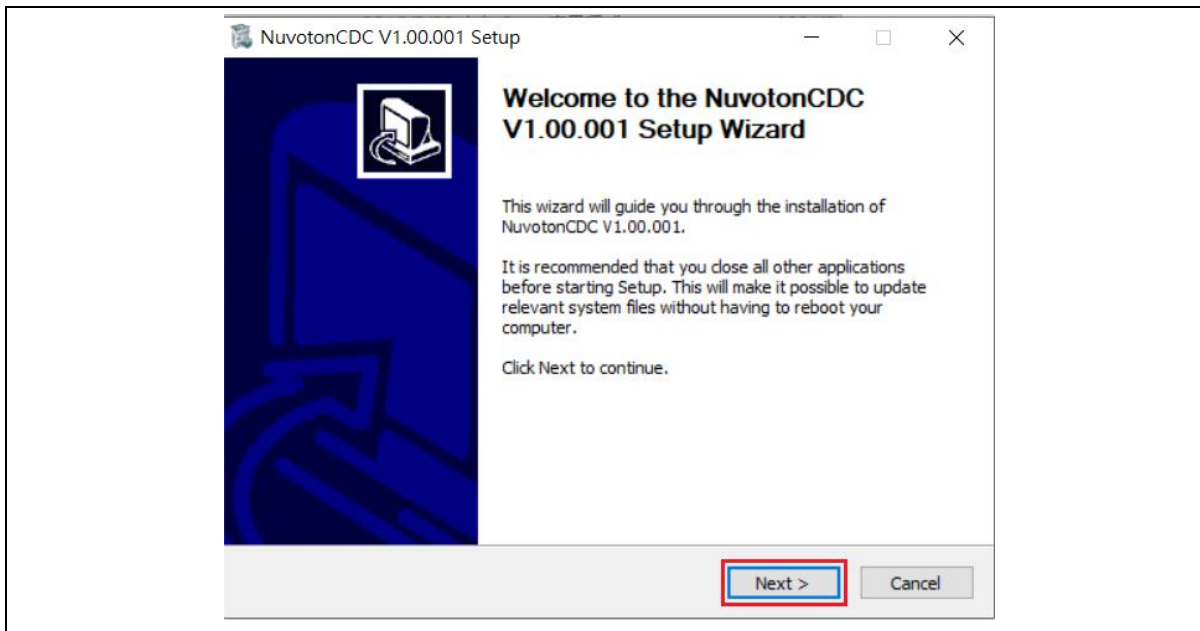 NuvotonCDC V1.00.001 Setup
Welcome to the NuvotonCDC
V1.00.001 Setup Wizard
This wizard will guide you through the installation of
NuvotonCDC V1.00.001.
It is recommended that you close all other applications
before starting Setup. This will make it possible to update
relevant system files without having to reboot your
computer.
Click Next to continue.
Next >
Cancel